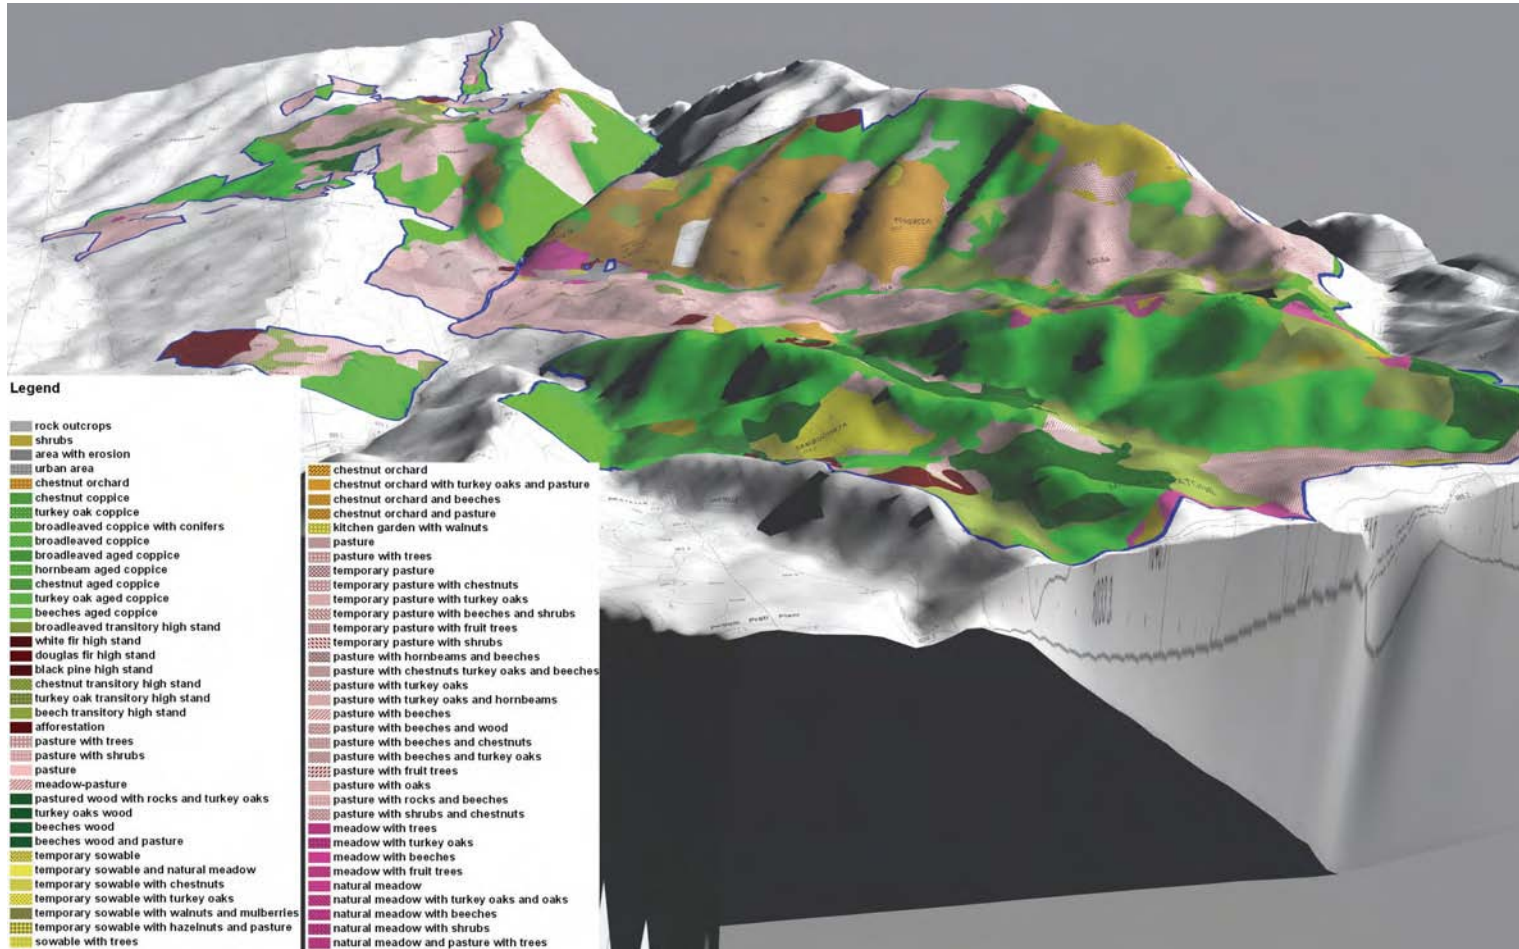 Legend
rock outcrops
shrubs
area with erosion
urban area
chestnut orchard
chestnut coppice
turkey oak coppice
broadleaved coppice with conifers
broadleaved coppice
broadleaved aged coppice
hornbeam aged coppice
chestnut aged coppice
turkey oak aged coppice
beeches aged coppice
broadleaved transitory high stand
white fir high stand
douglas fir high stand
black pine high stand
chestnut transitory high stand
turkey oak transitory high stand
beech transitory high stand
afforestation
pasture with trees
pasture with shrubs
pasture
meadow-pasture
pastured wood with rocks and turkey oaks
turkey oaks wood
beeches wood
beeches wood and pasture
temporary sowable
temporary sowable and natural meadow
temporary sowable with chestnuts
temporary sowable with turkey oaks
temporary sowable with walnuts and mulberries
temporary sowable with hazelnuts and pasture
sowable with trees
chestnut orchard
chestnut orchard with turkey oaks and pasture
chestnut orchard and beeches
chestnut orchard and pasture
kitchen garden with walnuts
pasture
pasture with trees
temporary pasture
temporary pasture with chestnuts
temporary pasture with turkey oaks
temporary pasture with beeches and shrubs
temporary pasture with fruit trees
temporary pasture with shrubs
pasture with hornbeams and beeches
pasture with chestnuts turkey oaks and beeches
pasture with turkey oaks
pasture with turkey oaks and hornbeams
pasture with beeches
pasture with beeches and wood
pasture with beeches and chestnuts
pasture with beeches and turkey oaks
pasture with fruit trees
pasture with oaks
pasture with rocks and beeches
pasture with shrubs and chestnuts
meadow with trees
meadow with turkey oaks
meadow with beeches
meadow with fruit trees
natural meadow
natural meadow with turkey oaks and oaks
natural meadow with beeches
natural meadow with shrubs
natural meadow and pasture with trees